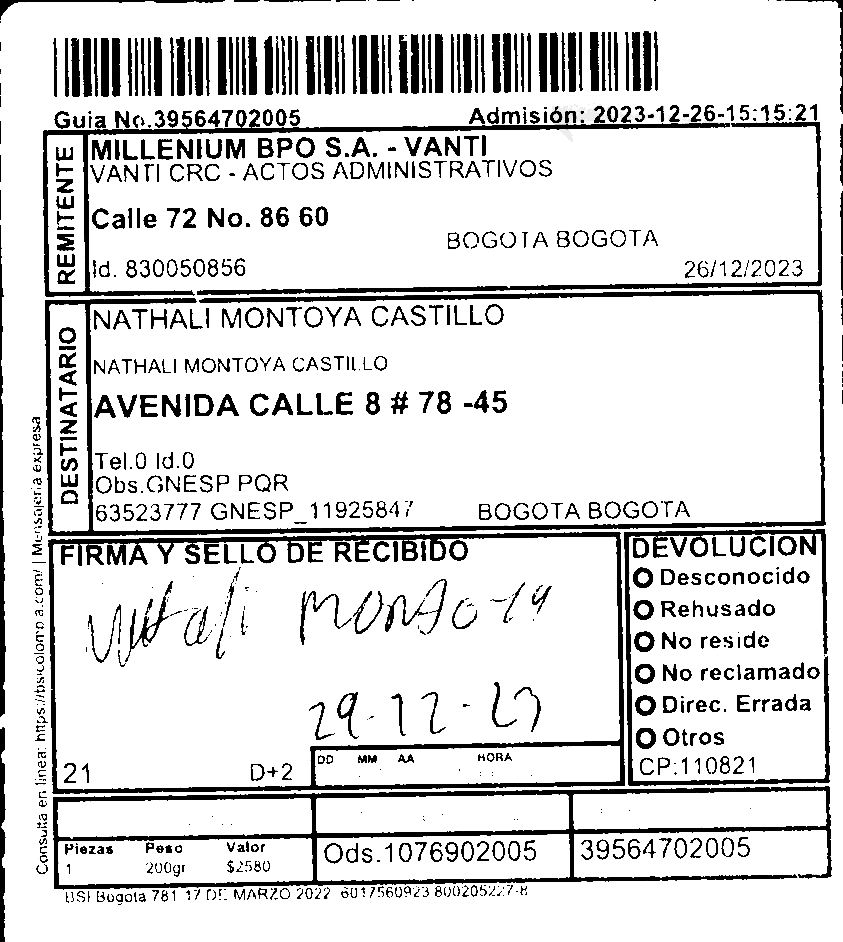 Guia No.39564702005 Admisión: 2023-12-26-15:15:21
REMITENTE
MILLENIUM BPO S.A. - VANTI
VANTI CRC - ACTOS ADMINISTRATIVOS
Calle 72 No. 86 60
BOGOTA BOGOTA
Id. 830050856 26/12/2023
DESTINATARIO
NATHALI MONTOYA CASTILLO
NATHALI MONTOYA CASTILLO
AVENIDA CALLE 8 # 78 -45
Tel.0 Id.0
Obs.GNESP PQR
63523777 GNESP_11925847 BOGOTA BOGOTA
FIRMA Y SELLO DE RECIBIDO
Nathali Montoya
29-12-23
21 D+2
DD MM AA HORA
DEVOLUCION
Desconocido
Rehusado
No reside
No reclamado
Direc. Errada
Otros
CP:110821
Piezas Peso Valor
1 200gr $2580
Ods.1076902005 39564702005
BSI Bogota 781 17 DE MARZO 2022 6017560923 800205227-8
Consulta en linea: https://bsicolombia.com/ | Mensajeria expresa